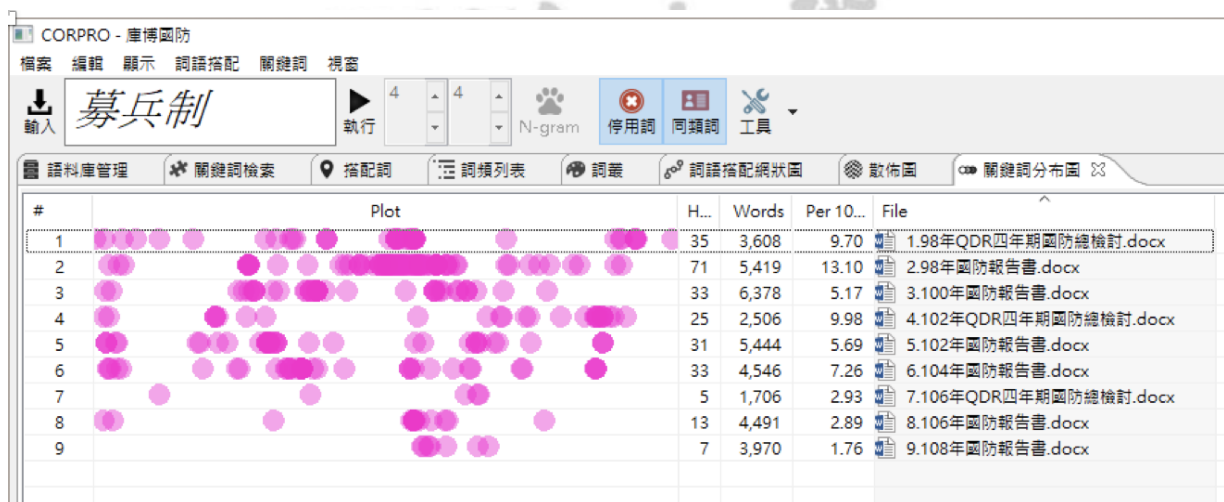 CORPRO - 庫博國防
檔案 編輯 顯示 詞語搭配 關鍵詞 視窗
輸入 募兵制 執行 4 4 N-gram 停用詞 同類詞 工具
語料庫管理 關鍵詞檢索 搭配詞 詞頻列表 詞叢 詞語搭配網狀圖 散佈圖 關鍵詞分布圖
# Plot H... Words Per 10... File
1 35 3,608 9.70 1.98年QDR四年期國防總檢討.docx
2 71 5,419 13.10 2.98年國防報告書.docx
3 33 6,378 5.17 3.100年國防報告書.docx
4 25 2,506 9.98 4.102年QDR四年期國防總檢討.docx
5 31 5,444 5.69 5.102年國防報告書.docx
6 33 4,546 7.26 6.104年國防報告書.docx
7 5 1,706 2.93 7.106年QDR四年期國防總檢討.docx
8 13 4,491 2.89 8.106年國防報告書.docx
9 7 3,970 1.76 9.108年國防報告書.docx